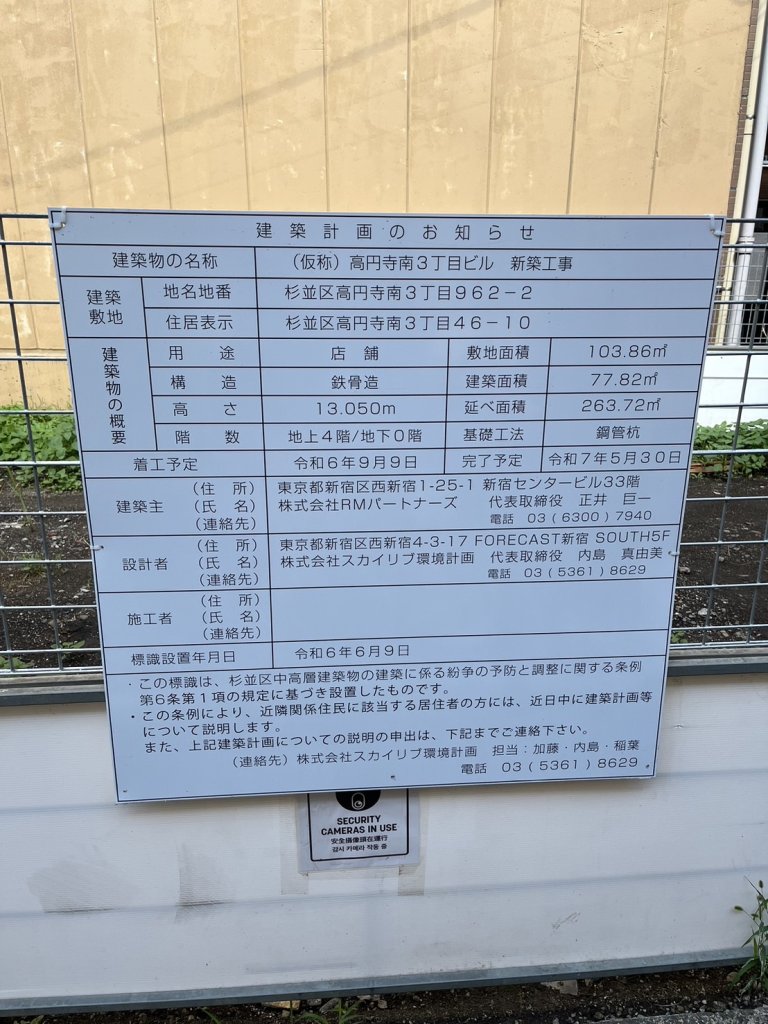 建築計画のお知らせ
建築物の名称 （仮称）高円寺南３丁目ビル 新築工事
建築敷地 地名地番 杉並区高円寺南３丁目９６２－２
住居表示 杉並区高円寺南３丁目４６－１０
建築物の概要 用途 店舗 敷地面積 103.86㎡
構造 鉄骨造 建築面積 77.82㎡
高さ 13.050m 延べ面積 263.72㎡
階数 地上４階/地下０階 基礎工法 鋼管杭
着工予定 令和６年９月９日 完了予定 令和７年５月３０日
建築主 （住所） 東京都新宿区西新宿1-25-1 新宿センタービル33階
（氏名） 株式会社RMパートナーズ 代表取締役 正井 巨一
（連絡先） 電話 03（6300）7940
設計者 （住所） 東京都新宿区西新宿4-3-17 FORECAST新宿 SOUTH5F
（氏名） 株式会社スカイリブ環境計画 代表取締役 内島 真由美
（連絡先） 電話 03（5361）8629
施工者 （住所）
（氏名）
（連絡先）
標識設置年月日 令和６年６月９日
・この標識は、杉並区中高層建築物の建築に係る紛争の予防と調整に関する条例
第６条第１項の規定に基づき設置したものです。
・この条例により、近隣関係住民に該当する居住者の方には、近日中に建築計画等
について説明します。
また、上記建築計画についての説明の申出は、下記までご連絡下さい。
（連絡先）株式会社スカイリブ環境計画 担当：加藤・内島・稲葉
電話 03（5361）8629
SECURITY
CAMERAS IN USE
安全攝像頭在運行
감시 카메라 작동 중